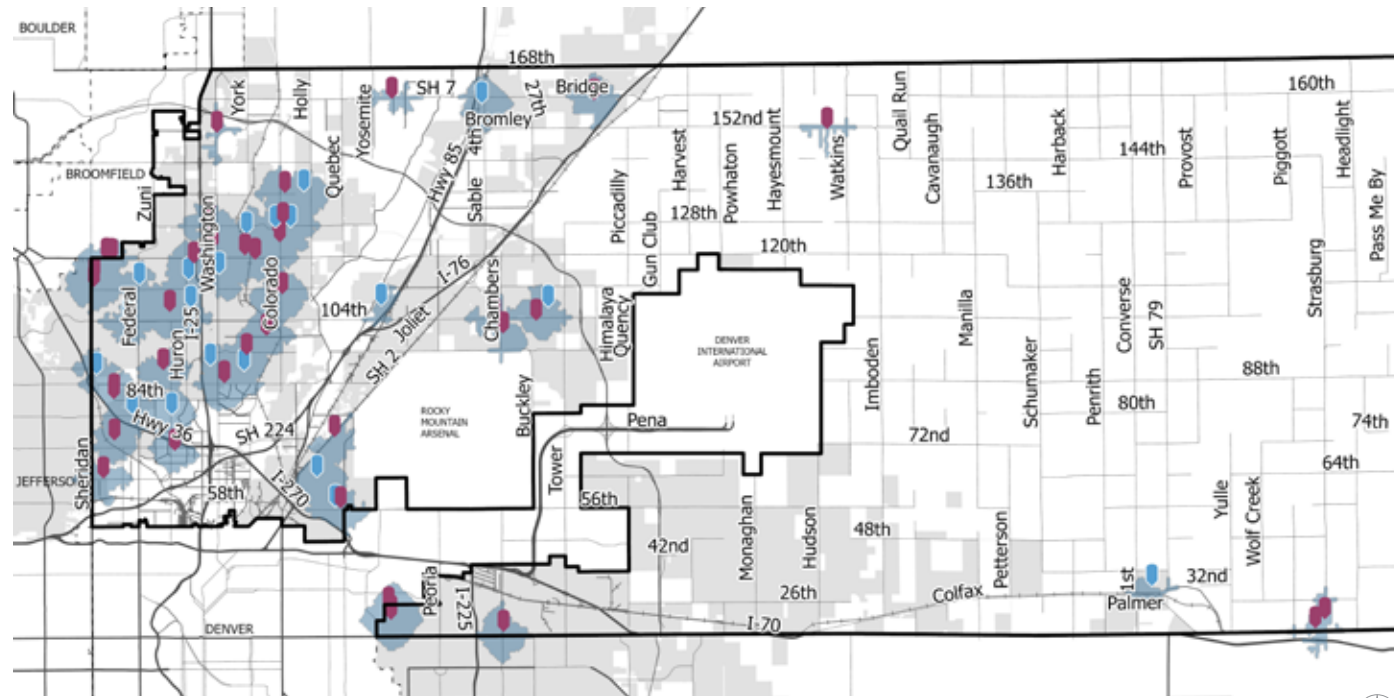 BOULDER
168th
York
Holly
SH 7
27th
Bridge
160th
Yosemite
Bromley
4th
152nd
Quail Run
Headlight
Quebec
Harvest
Hayesmount
Watkins
Cavanaugh
Harback
144th
Provost
Piggott
BROOMFIELD
Zuni
Hwy 85
Sable
Piccadilly
Powhaton
136th
Pass Me By
128th
Washington
Gun Club
120th
I-76
Federal
Colorado
104th
Chambers
Strasburg
Huron
I-25
SH 2
Joliet
Himalaya
Quency
DENVER
INTERNATIONAL
AIRPORT
Manilla
Converse
SH 79
Imboden
Schumaker
Penrith
88th
84th
Buckley
80th
Hwy 36
SH 224
ROCKY
MOUNTAIN
ARSENAL
Pena
72nd
74th
Sheridan
JEFFERSO
58th
I-270
Tower
56th
64th
Monaghan
Hudson
Yulle
Wolf Creek
42nd
48th
Petterson
Peoria
I-225
26th
Colfax
1st
32nd
Palmer
I-70
DENVER